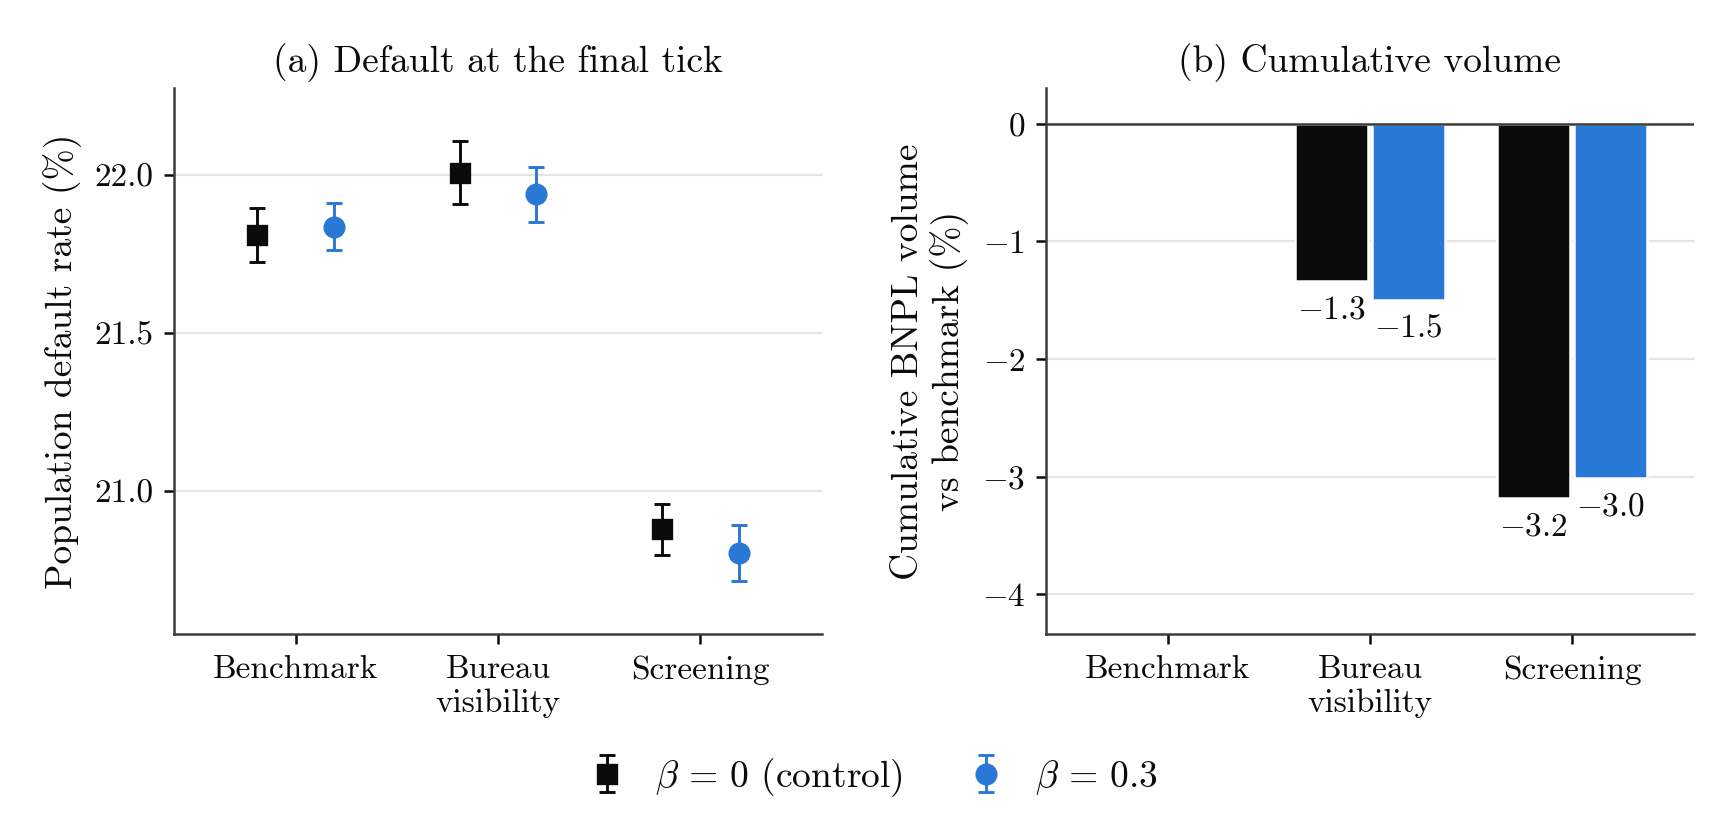 (a) Default at the final tick
Population default rate (%)
22.0
21.5
21.0
Benchmark
Bureau
visibility
Screening
(b) Cumulative volume
Cumulative BNPL volume
vs benchmark (%)
0
−1
−2
−3
−4
−1.3
−1.5
−3.2
−3.0
Benchmark
Bureau
visibility
Screening
β = 0 (control)
β = 0.3